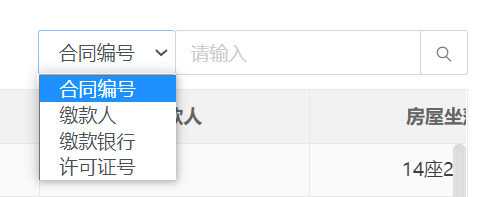 合同编号 请输入
合同编号
缴款人
缴款银行
许可证号
款人 房屋坐
14座2